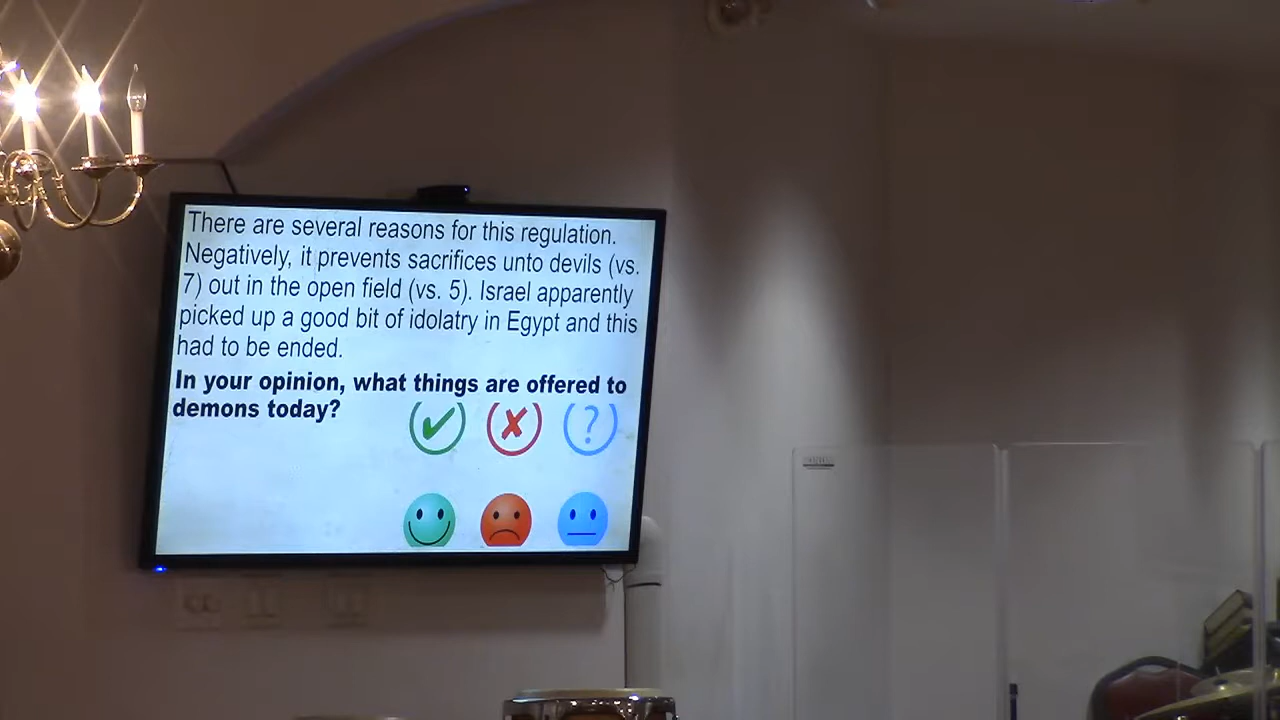 There are several reasons for this regulation.
Negatively, it prevents sacrifices unto devils (vs.
7) out in the open field (vs. 5). Israel apparently
picked up a good bit of idolatry in Egypt and this
had to be ended.
In your opinion, what things are offered to
demons today?
?